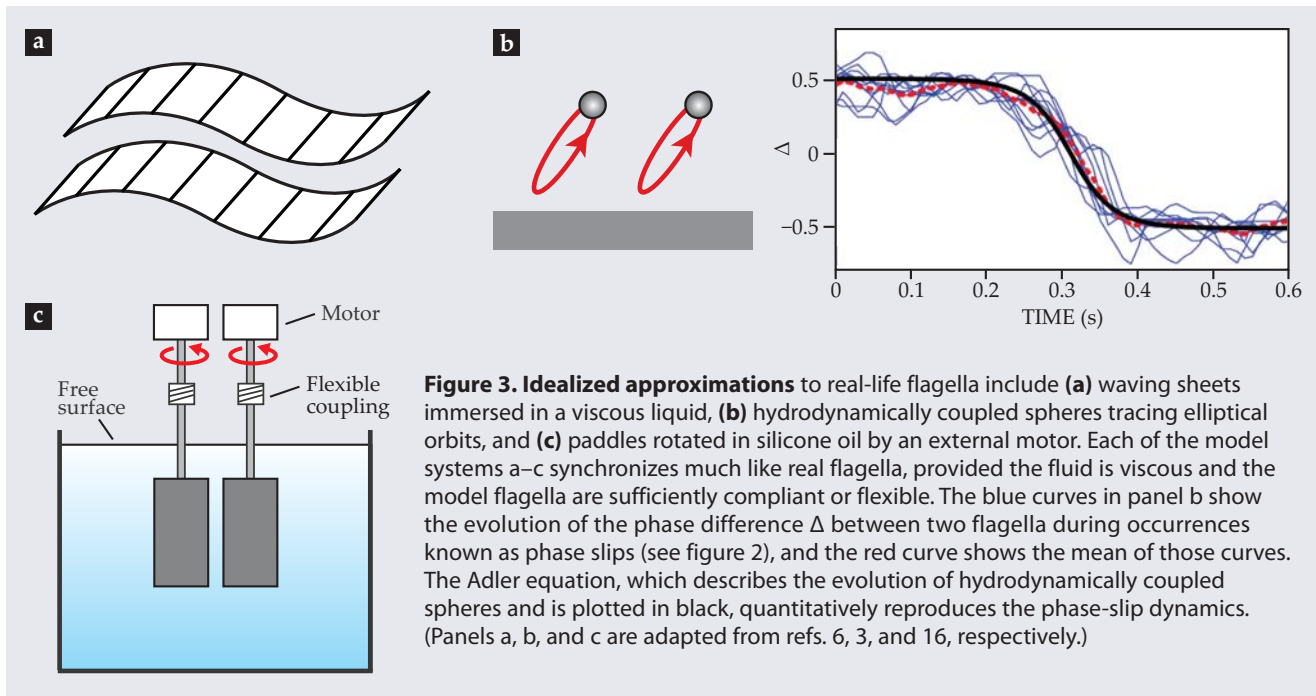 a
b
0.5
0
−0.5
Δ
0
0.1
0.2
0.3
0.4
0.5
0.6
TIME (s)
c
Motor
Flexible
coupling
Free
surface
Figure 3. Idealized approximations to real-life flagella include (a) waving sheets
immersed in a viscous liquid, (b) hydrodynamically coupled spheres tracing elliptical
orbits, and (c) paddles rotated in silicone oil by an external motor. Each of the model
systems a–c synchronizes much like real flagella, provided the fluid is viscous and the
model flagella are sufficiently compliant or flexible. The blue curves in panel b show
the evolution of the phase difference Δ between two flagella during occurrences
known as phase slips (see figure 2), and the red curve shows the mean of those curves.
The Adler equation, which describes the evolution of hydrodynamically coupled
spheres and is plotted in black, quantitatively reproduces the phase-slip dynamics.
(Panels a, b, and c are adapted from refs. 6, 3, and 16, respectively.)